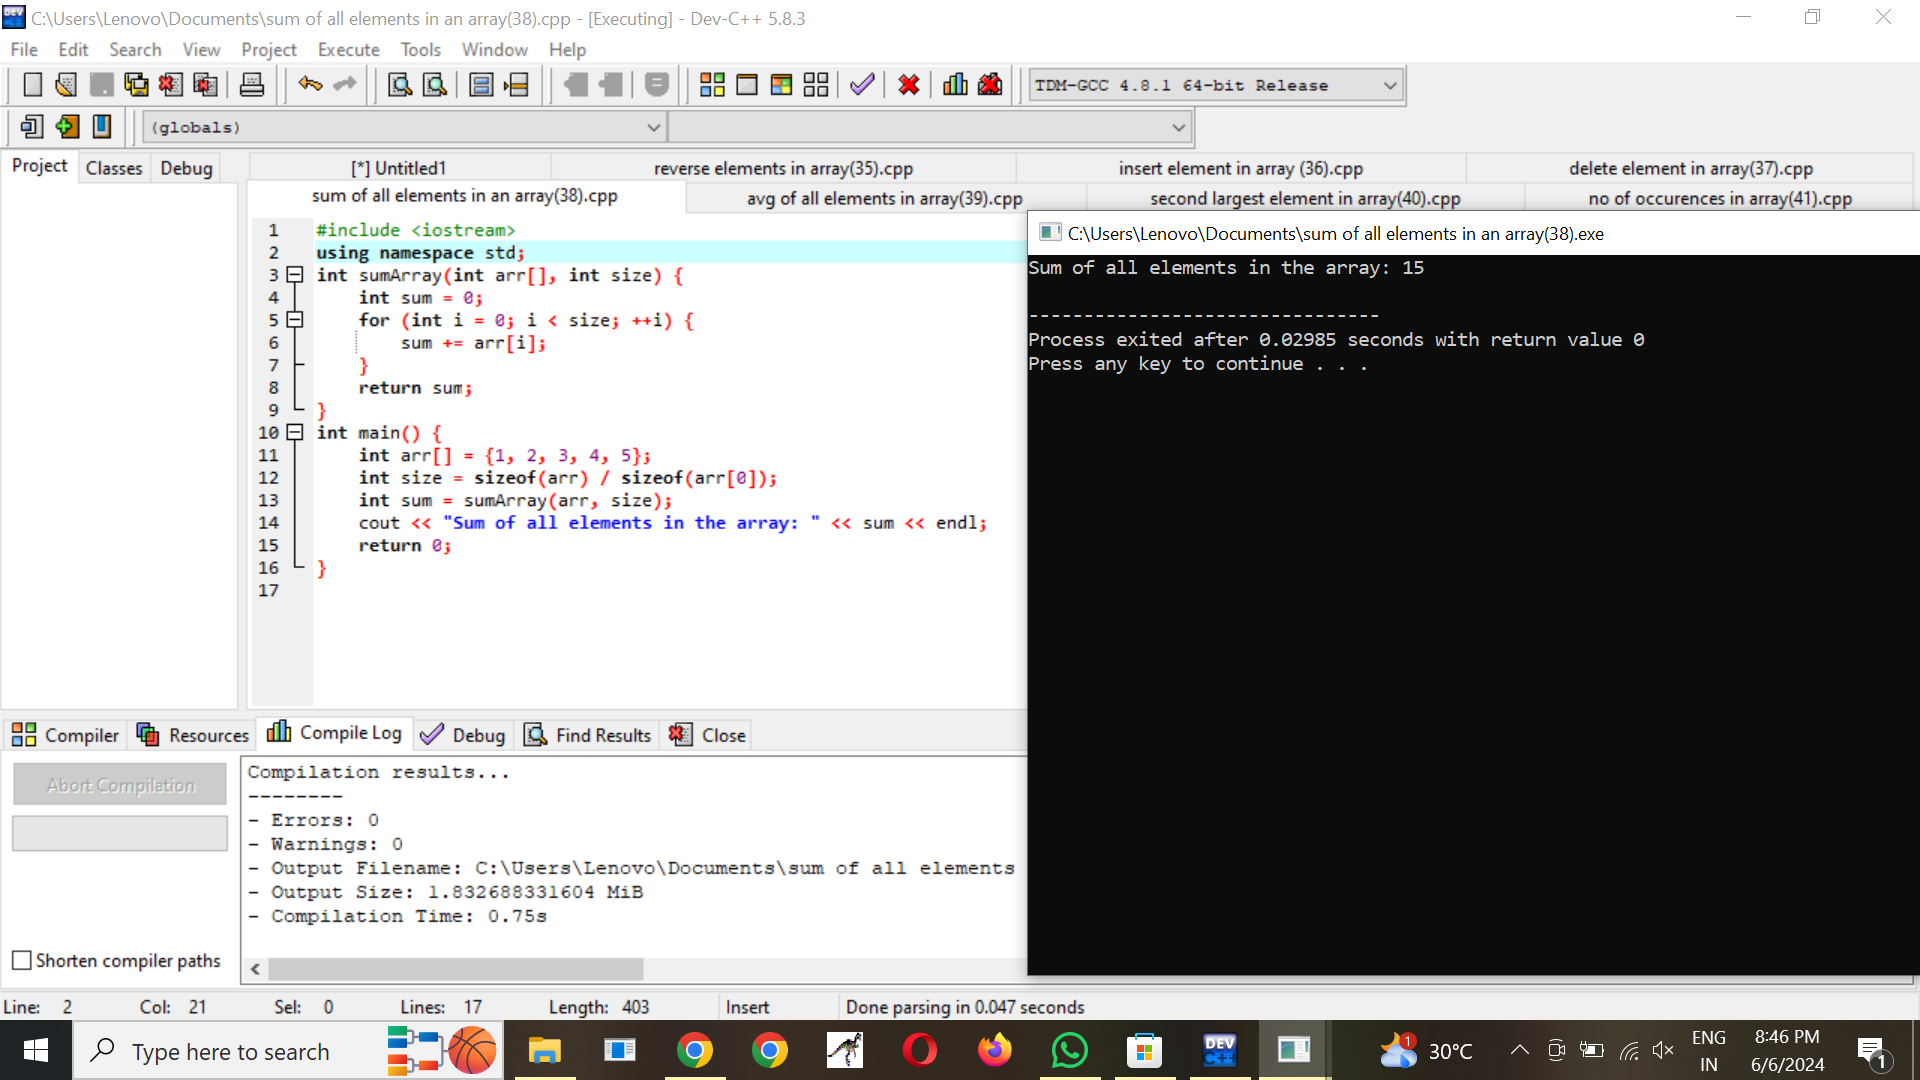 C:\Users\Lenovo\Documents\sum of all elements in an array(38).cpp - [Executing] - Dev-C++ 5.8.3
File Edit Search View Project Execute Tools Window Help
TDM-GCC 4.8.1 64-bit Release
(globals)
Project Classes Debug
[*] Untitled1 reverse elements in array(35).cpp insert element in array (36).cpp delete element in array(37).cpp
sum of all elements in an array(38).cpp avg of all elements in array(39).cpp second largest element in array(40).cpp no of occurences in array(41).cpp
1 #include <iostream>
2 using namespace std;
3 int sumArray(int arr[], int size) {
4 int sum = 0;
5 for (int i = 0; i < size; ++i) {
6 sum += arr[i];
7 }
8 return sum;
9 }
10 int main() {
11 int arr[] = {1, 2, 3, 4, 5};
12 int size = sizeof(arr) / sizeof(arr[0]);
13 int sum = sumArray(arr, size);
14 cout << "Sum of all elements in the array: " << sum << endl;
15 return 0;
16 }
17
C:\Users\Lenovo\Documents\sum of all elements in an array(38).exe
Sum of all elements in the array: 15
--------------------------------
Process exited after 0.02985 seconds with return value 0
Press any key to continue . . .
Compiler Resources Compile Log Debug Find Results Close
Abort Compilation
Shorten compiler paths
Compilation results...
--------
- Errors: 0
- Warnings: 0
- Output Filename: C:\Users\Lenovo\Documents\sum of all elements
- Output Size: 1.832688331604 MiB
- Compilation Time: 0.75s
Line: 2 Col: 21 Sel: 0 Lines: 17 Length: 403 Insert Done parsing in 0.047 seconds
Type here to search
DEV C++
1
30°C
ENG
IN
8:46 PM
6/6/2024
1